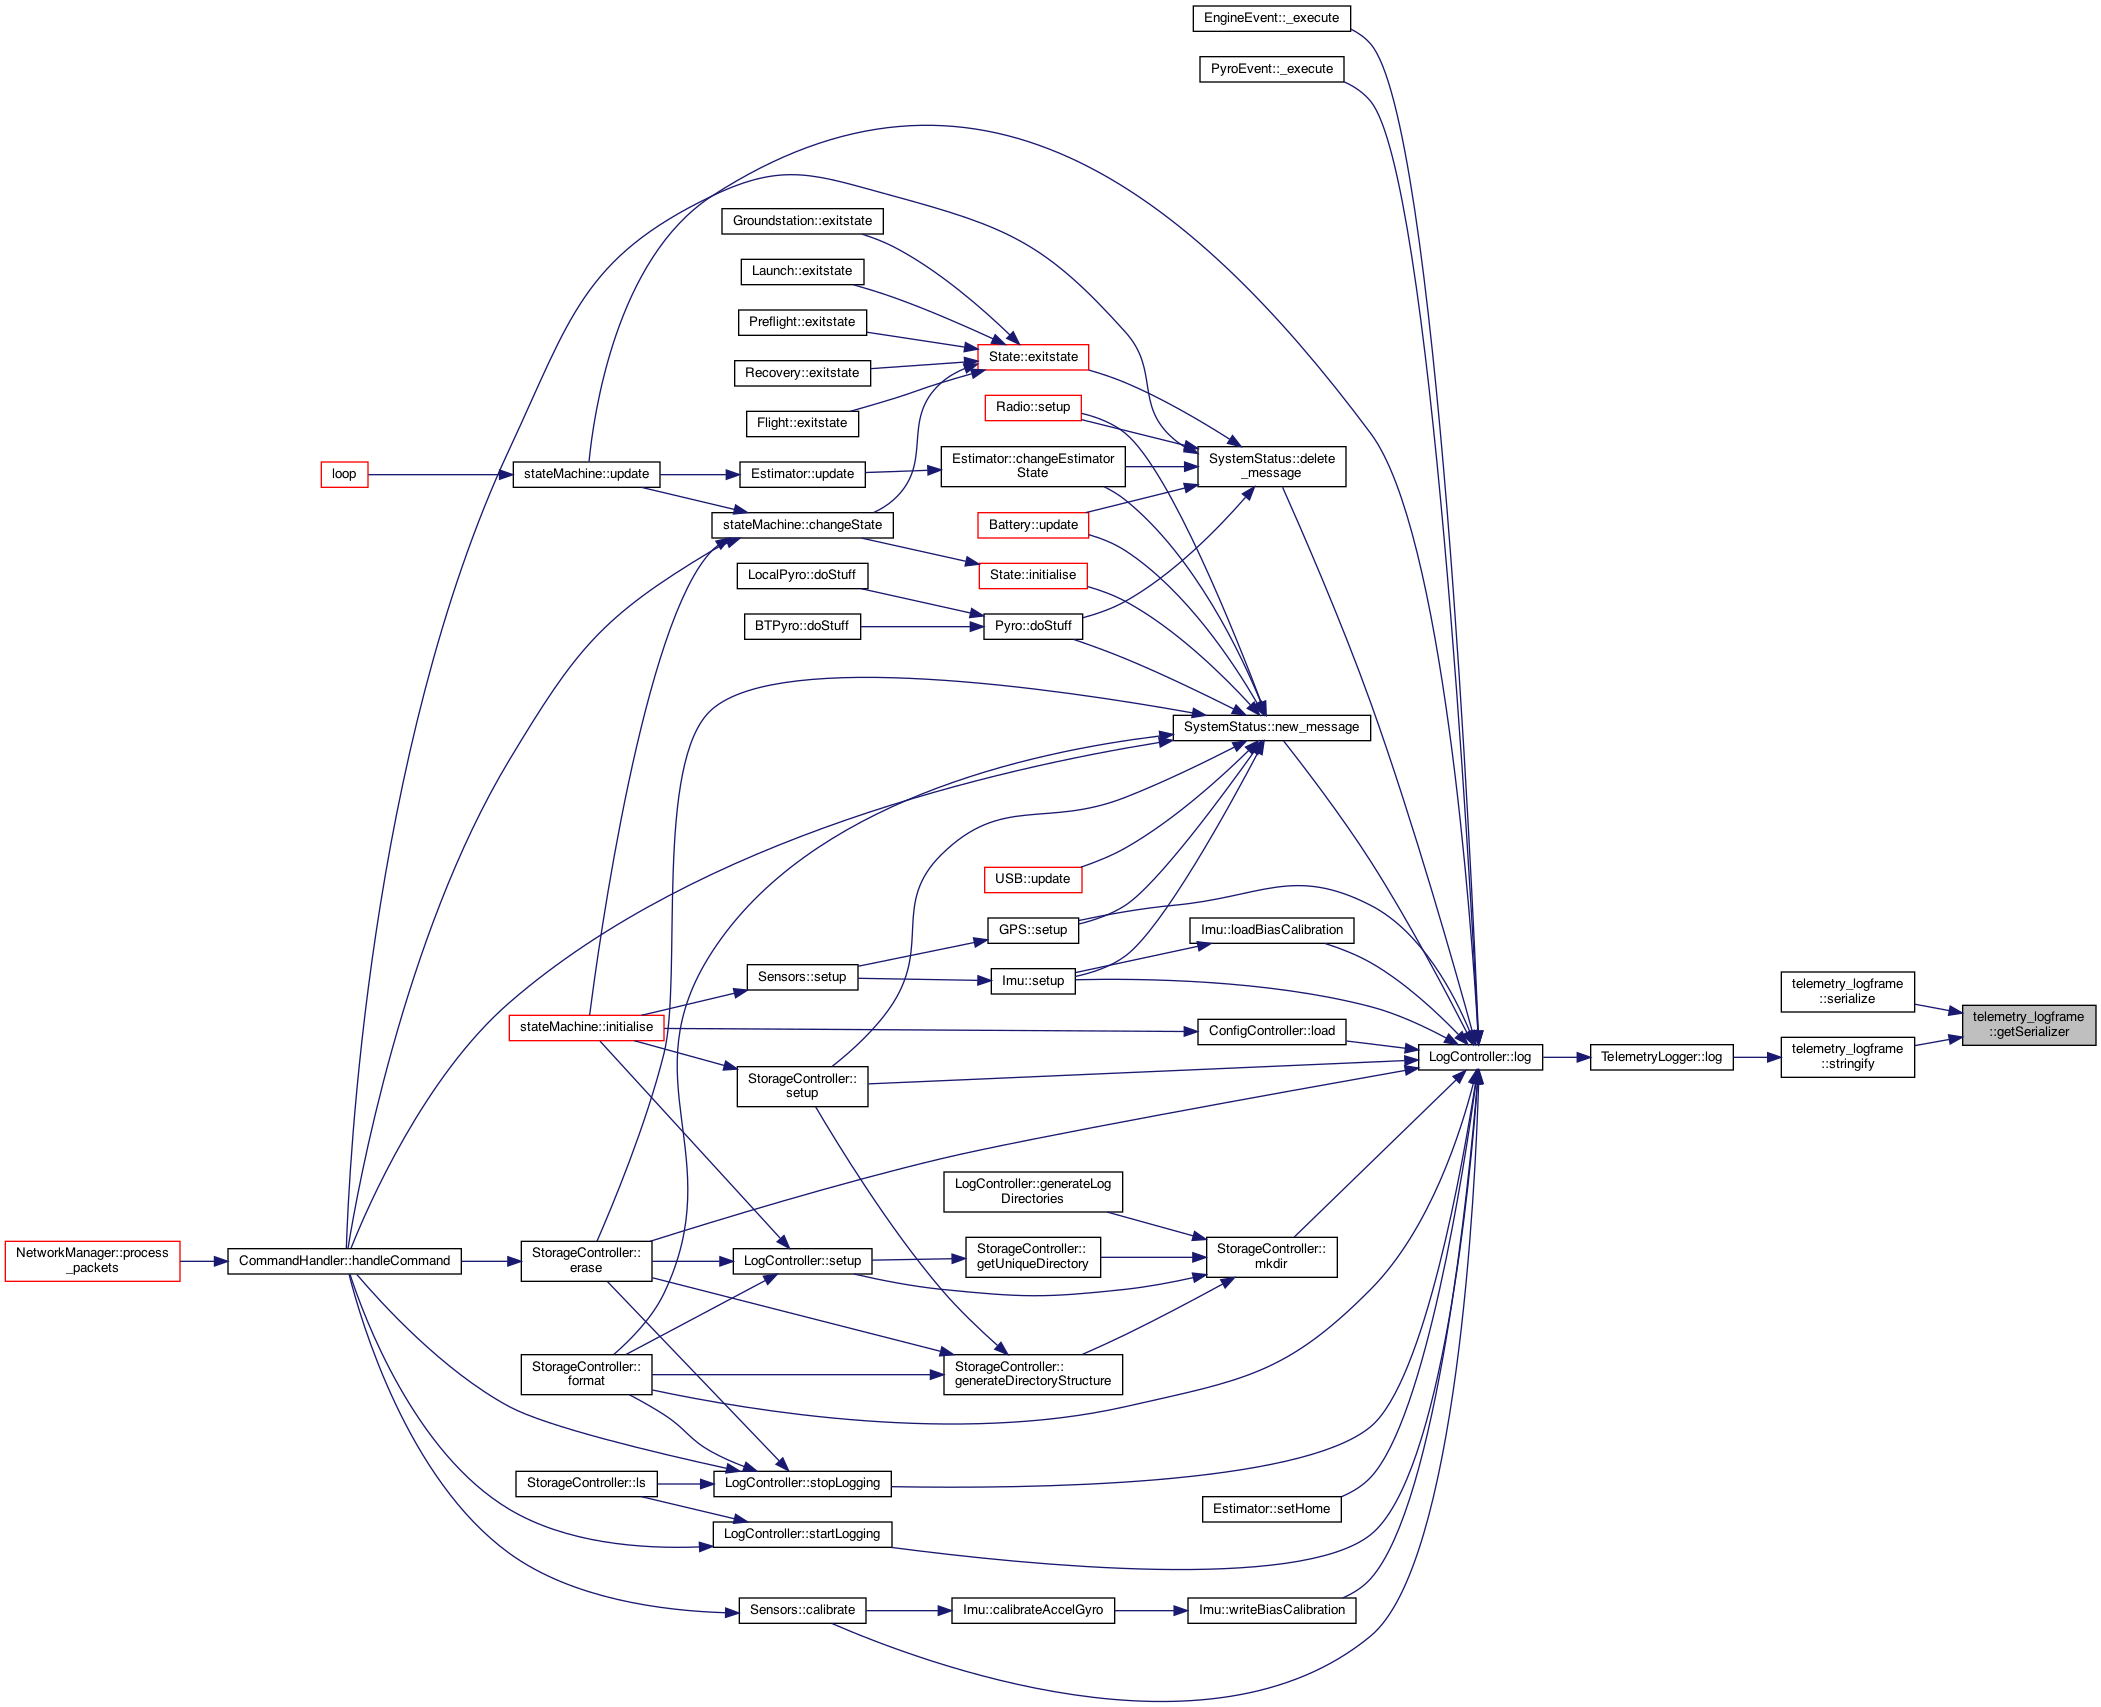 EngineEvent::_execute
PyroEvent::_execute
Groundstation::exitstate
Launch::exitstate
Preflight::exitstate
State::exitstate
Recovery::exitstate
Radio::setup
Flight::exitstate
Estimator::changeEstimator
State
SystemStatus::delete
_message
loop
stateMachine::update
Estimator::update
stateMachine::changeState
Battery::update
LocalPyro::doStuff
State::initialise
BTPyro::doStuff
Pyro::doStuff
SystemStatus::new_message
USB::update
GPS::setup
Imu::loadBiasCalibration
Sensors::setup
Imu::setup
telemetry_logframe
::serialize
telemetry_logframe
::getSerializer
stateMachine::initialise
ConfigController::load
LogController::log
TelemetryLogger::log
telemetry_logframe
::stringify
StorageController::
setup
LogController::generateLog
Directories
NetworkManager::process
_packets
CommandHandler::handleCommand
StorageController::
erase
LogController::setup
StorageController::
getUniqueDirectory
StorageController::
mkdir
StorageController::
format
StorageController::
generateDirectoryStructure
StorageController::ls
LogController::stopLogging
Estimator::setHome
LogController::startLogging
Sensors::calibrate
Imu::calibrateAccelGyro
Imu::writeBiasCalibration